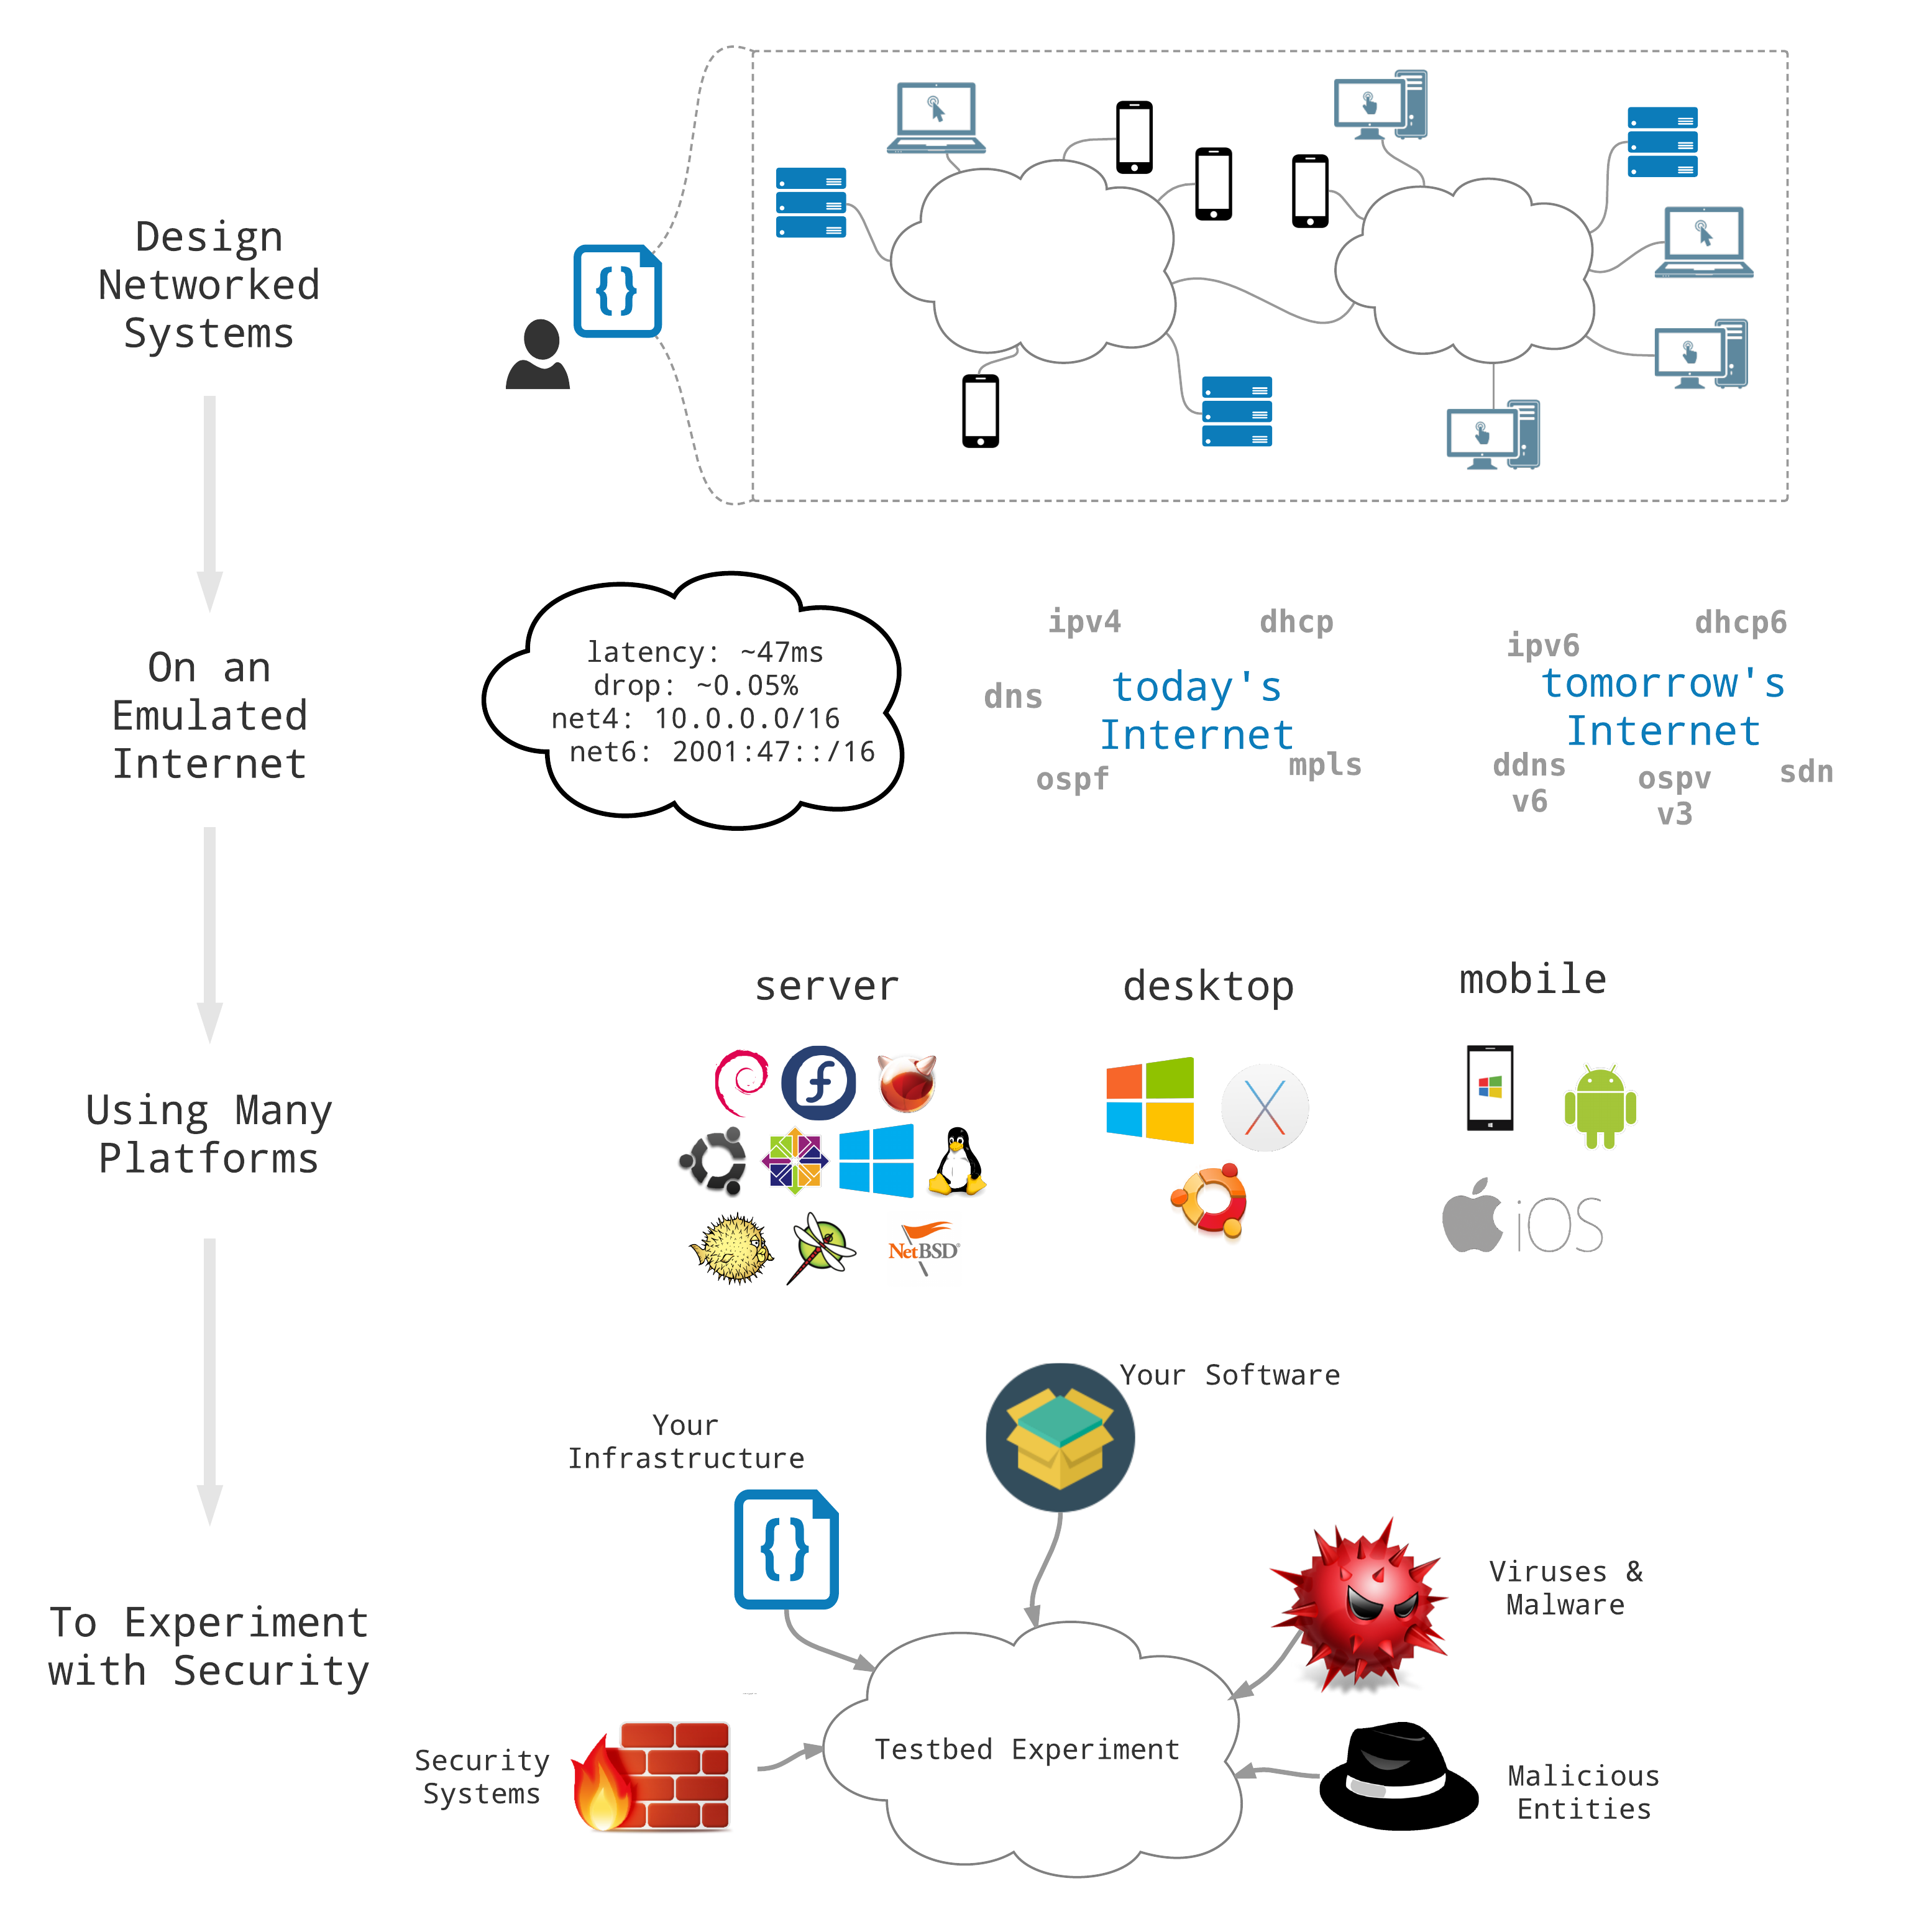 Design
Networked
Systems
{}
On an
Emulated
Internet
latency: ~47ms
drop: ~0.05%
net4: 10.0.0.0/16
net6: 2001:47::/16
ipv4
dhcp
dns
today's
Internet
ospf
mpls
ipv6
dhcp6
tomorrow's
Internet
ddns
v6
ospv
v3
sdn
Using Many
Platforms
server
desktop
mobile
NetBSD®
iOS
To Experiment
with Security
Your
Infrastructure
{}
Your Software
Viruses &
Malware
Security
Systems
Testbed Experiment
Malicious
Entities